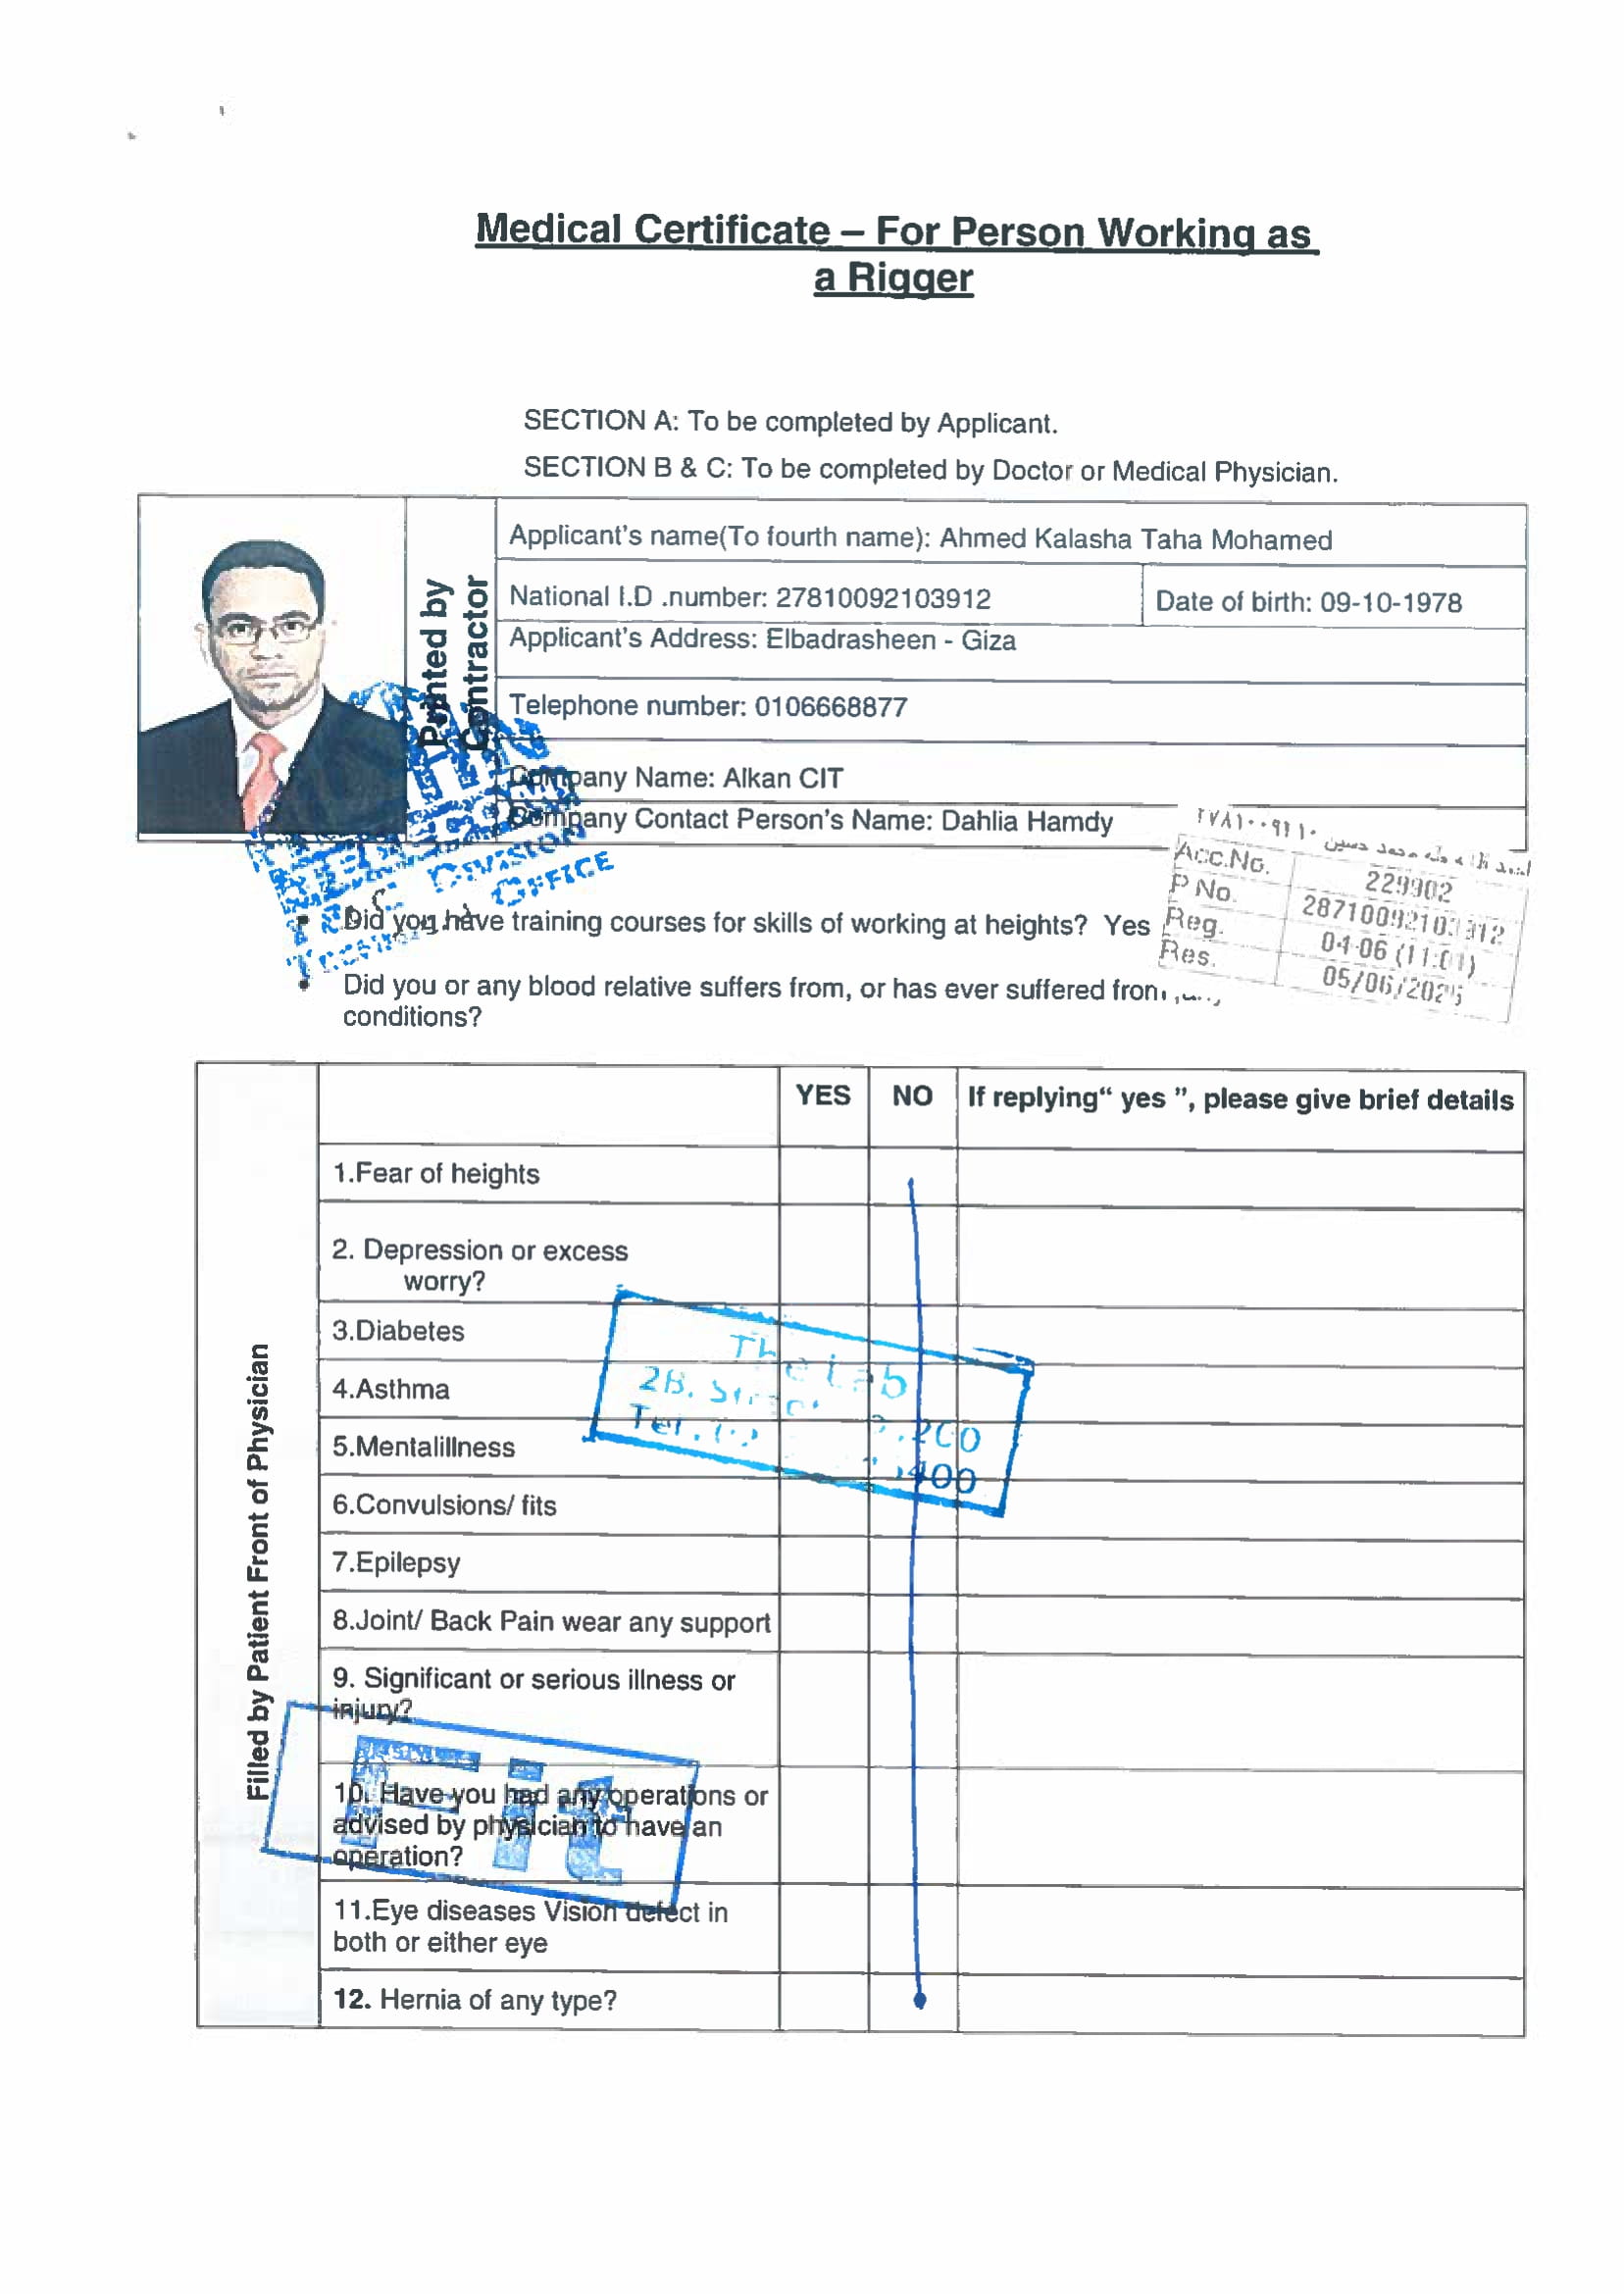 Medical Certificate – For Person Working as
a Rigger
SECTION A: To be completed by Applicant.
SECTION B & C: To be completed by Doctor or Medical Physician.
Printed by
Contractor
Applicant's name(To fourth name): Ahmed Kalasha Taha Mohamed
National I.D .number: 27810092103912
Date of birth: 09-10-1978
Applicant's Address: Elbadrasheen - Giza
Telephone number: 0106668877
Company Name: Alkan CIT
Company Contact Person's Name: Dahlia Hamdy
DIVISION
OFFICE
محمد حسين
Acc.No. 229902
P No. 28710092103912
Reg. 04-06 (11:01)
Res. 05/06/2025
Did you have training courses for skills of working at heights? Yes
Did you or any blood relative suffers from, or has ever suffered from
conditions?
Filled by Patient Front of Physician
YES NO If replying“ yes ”, please give brief details
1.Fear of heights
2. Depression or excess
worry?
3.Diabetes
4.Asthma
5.Mentalillness
6.Convulsions/ fits
7.Epilepsy
8.Joint/ Back Pain wear any support
9. Significant or serious illness or
injury?
10. Have you had any operations or
advised by physician to have an
operation?
11.Eye diseases Vision defect in
both or either eye
12. Hernia of any type?
The Lab
2B.
Tel.
Fit